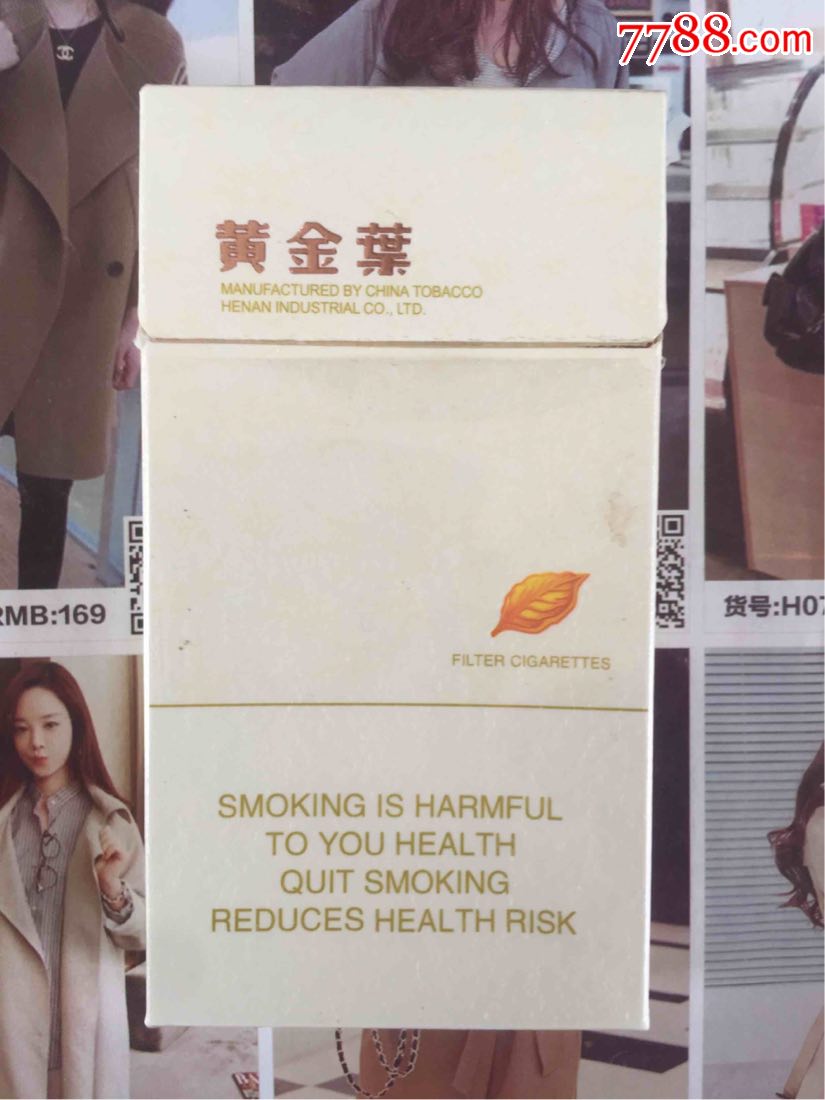 7788.com
黄金葉
MANUFACTURED BY CHINA TOBACCO
HENAN INDUSTRIAL CO., LTD.
RMB:169
货号:H07
FILTER CIGARETTES
SMOKING IS HARMFUL
TO YOU HEALTH
QUIT SMOKING
REDUCES HEALTH RISK